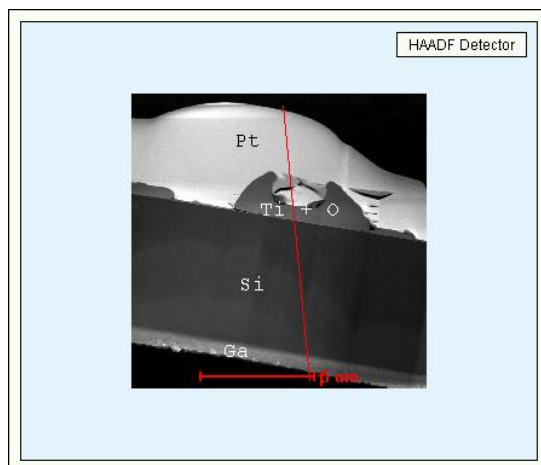 HAADF Detector
Pt
Ti + O
Si
Ga